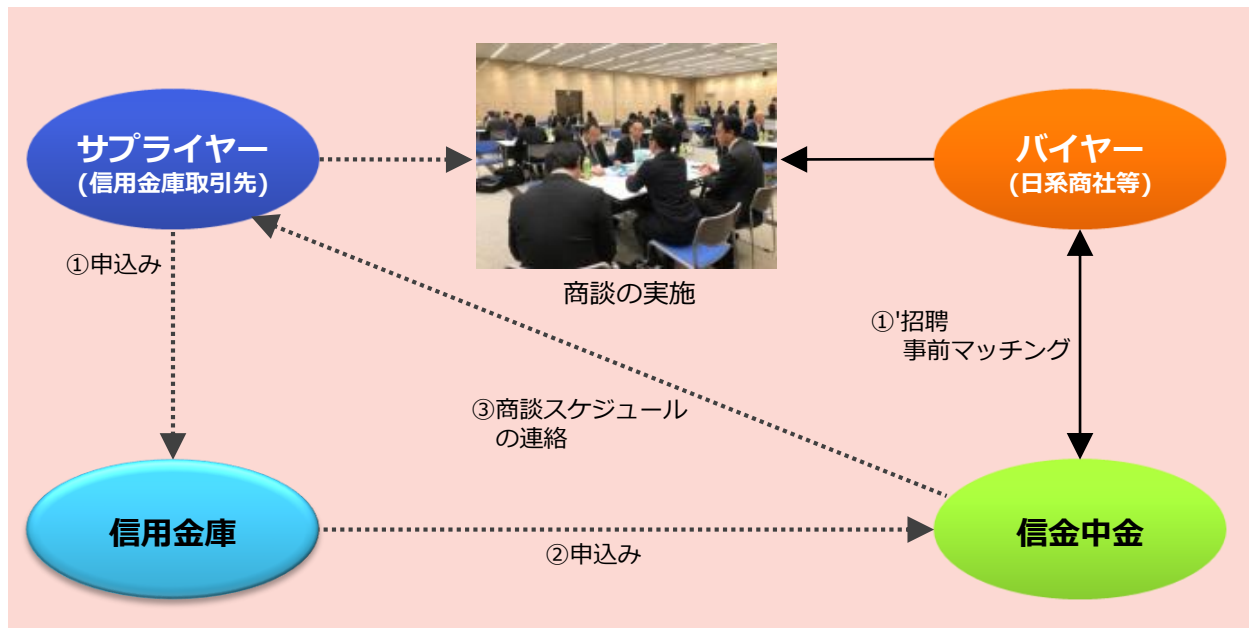 サプライヤー
(信用金庫取引先)
バイヤー
(日系商社等)
①申込み
商談の実施
①'招聘
事前マッチング
③商談スケジュール
の連絡
信用金庫
②申込み
信金中金